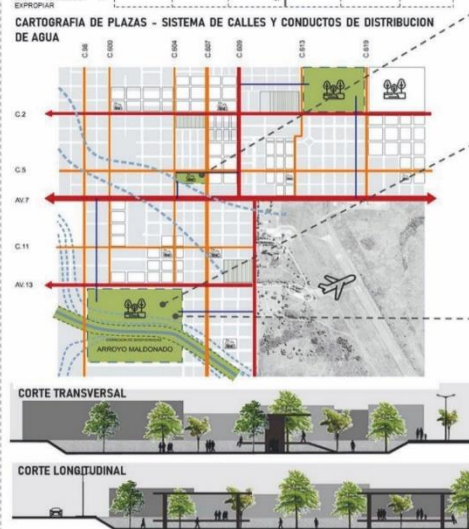 EXPROPIAR
CARTOGRAFIA DE PLAZAS - SISTEMA DE CALLES Y CONDUCTOS DE DISTRIBUCION
DE AGUA
C.98
C.600
C.604
C.607
C.609
C.613
C.619
C.2
C.5
AV.7
C.11
AV.13
ARROYO MALDONADO
CORTE TRANSVERSAL
CORTE LONGITUDINAL